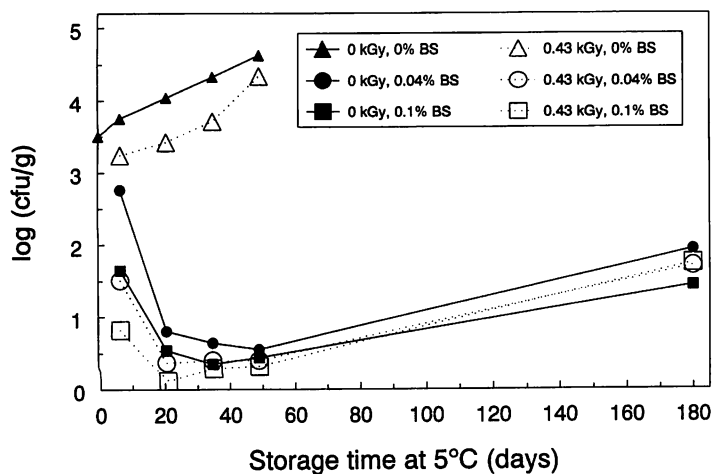 5
4
3
2
1
0
log (cfu/g)
0 kGy, 0% BS
0 kGy, 0.04% BS
0 kGy, 0.1% BS
0.43 kGy, 0% BS
0.43 kGy, 0.04% BS
0.43 kGy, 0.1% BS
0 20 40 60 80 100 120 140 160 180
Storage time at 5°C (days)